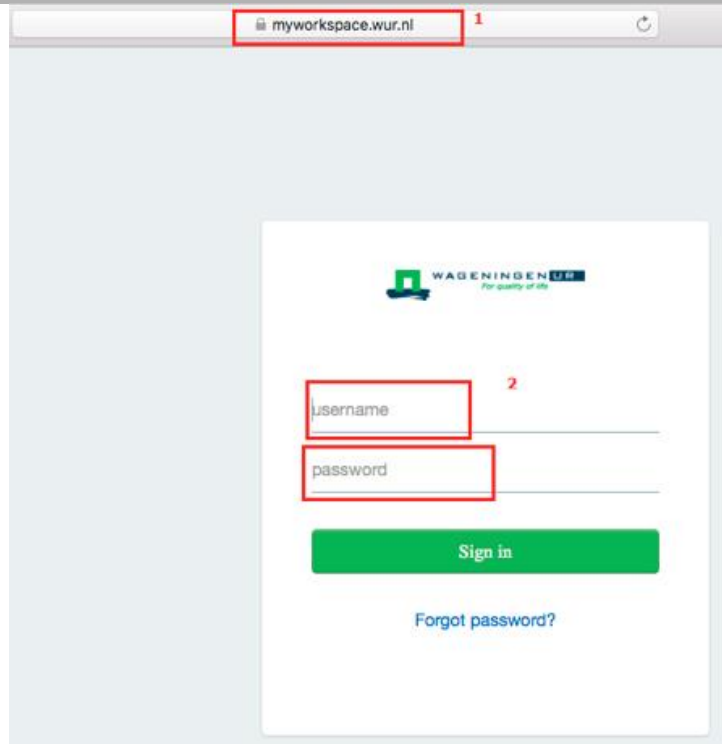 myworkspace.wur.nl
1
WAGENINGEN UR
For quality of life
2
username
password
Sign in
Forgot password?